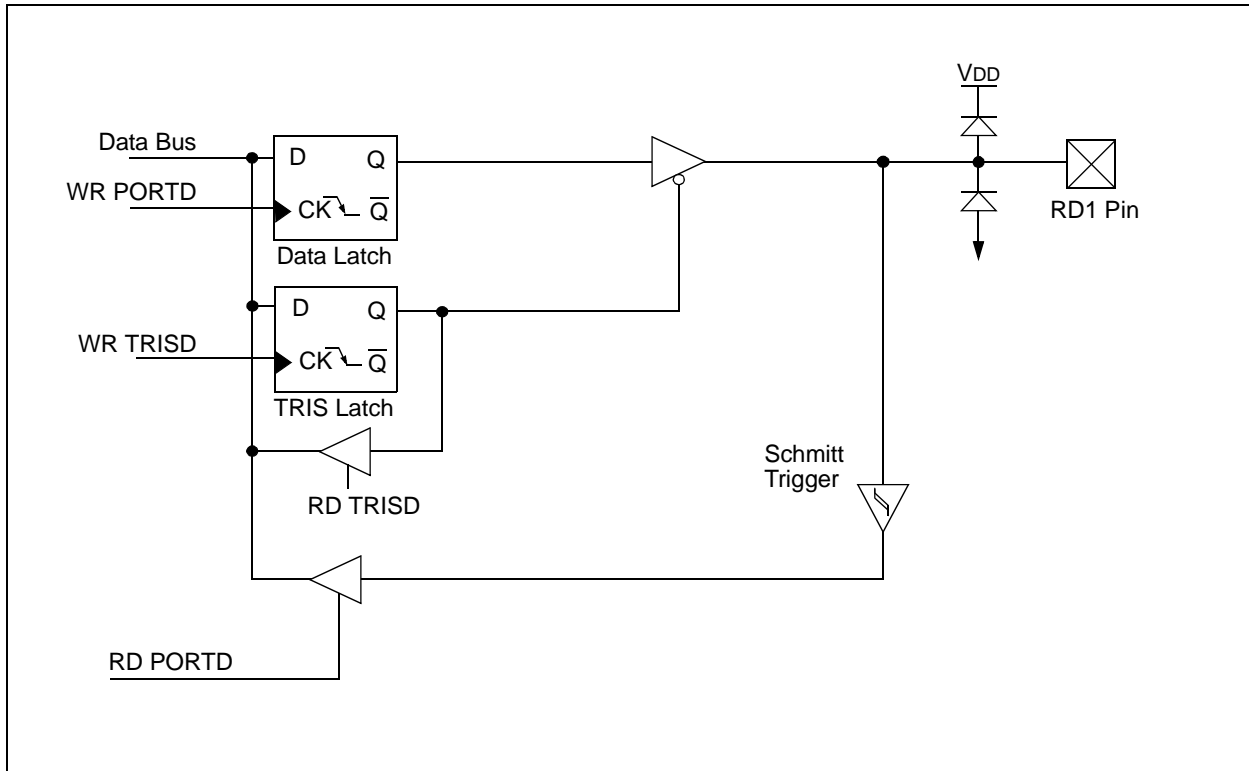 VDD
Data Bus
D Q
WR PORTD
CK Q̅
RD1 Pin
Data Latch
D Q
WR TRISD
CK Q̅
TRIS Latch
Schmitt
Trigger
RD TRISD
RD PORTD